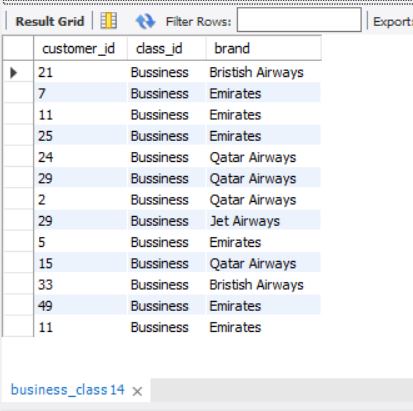 Result Grid Filter Rows: Export:
customer_id class_id brand
21 Bussiness Bristish Airways
7 Bussiness Emirates
11 Bussiness Emirates
25 Bussiness Emirates
24 Bussiness Qatar Airways
29 Bussiness Qatar Airways
2 Bussiness Qatar Airways
29 Bussiness Jet Airways
5 Bussiness Emirates
15 Bussiness Qatar Airways
33 Bussiness Bristish Airways
49 Bussiness Emirates
11 Bussiness Emirates
business_class 14